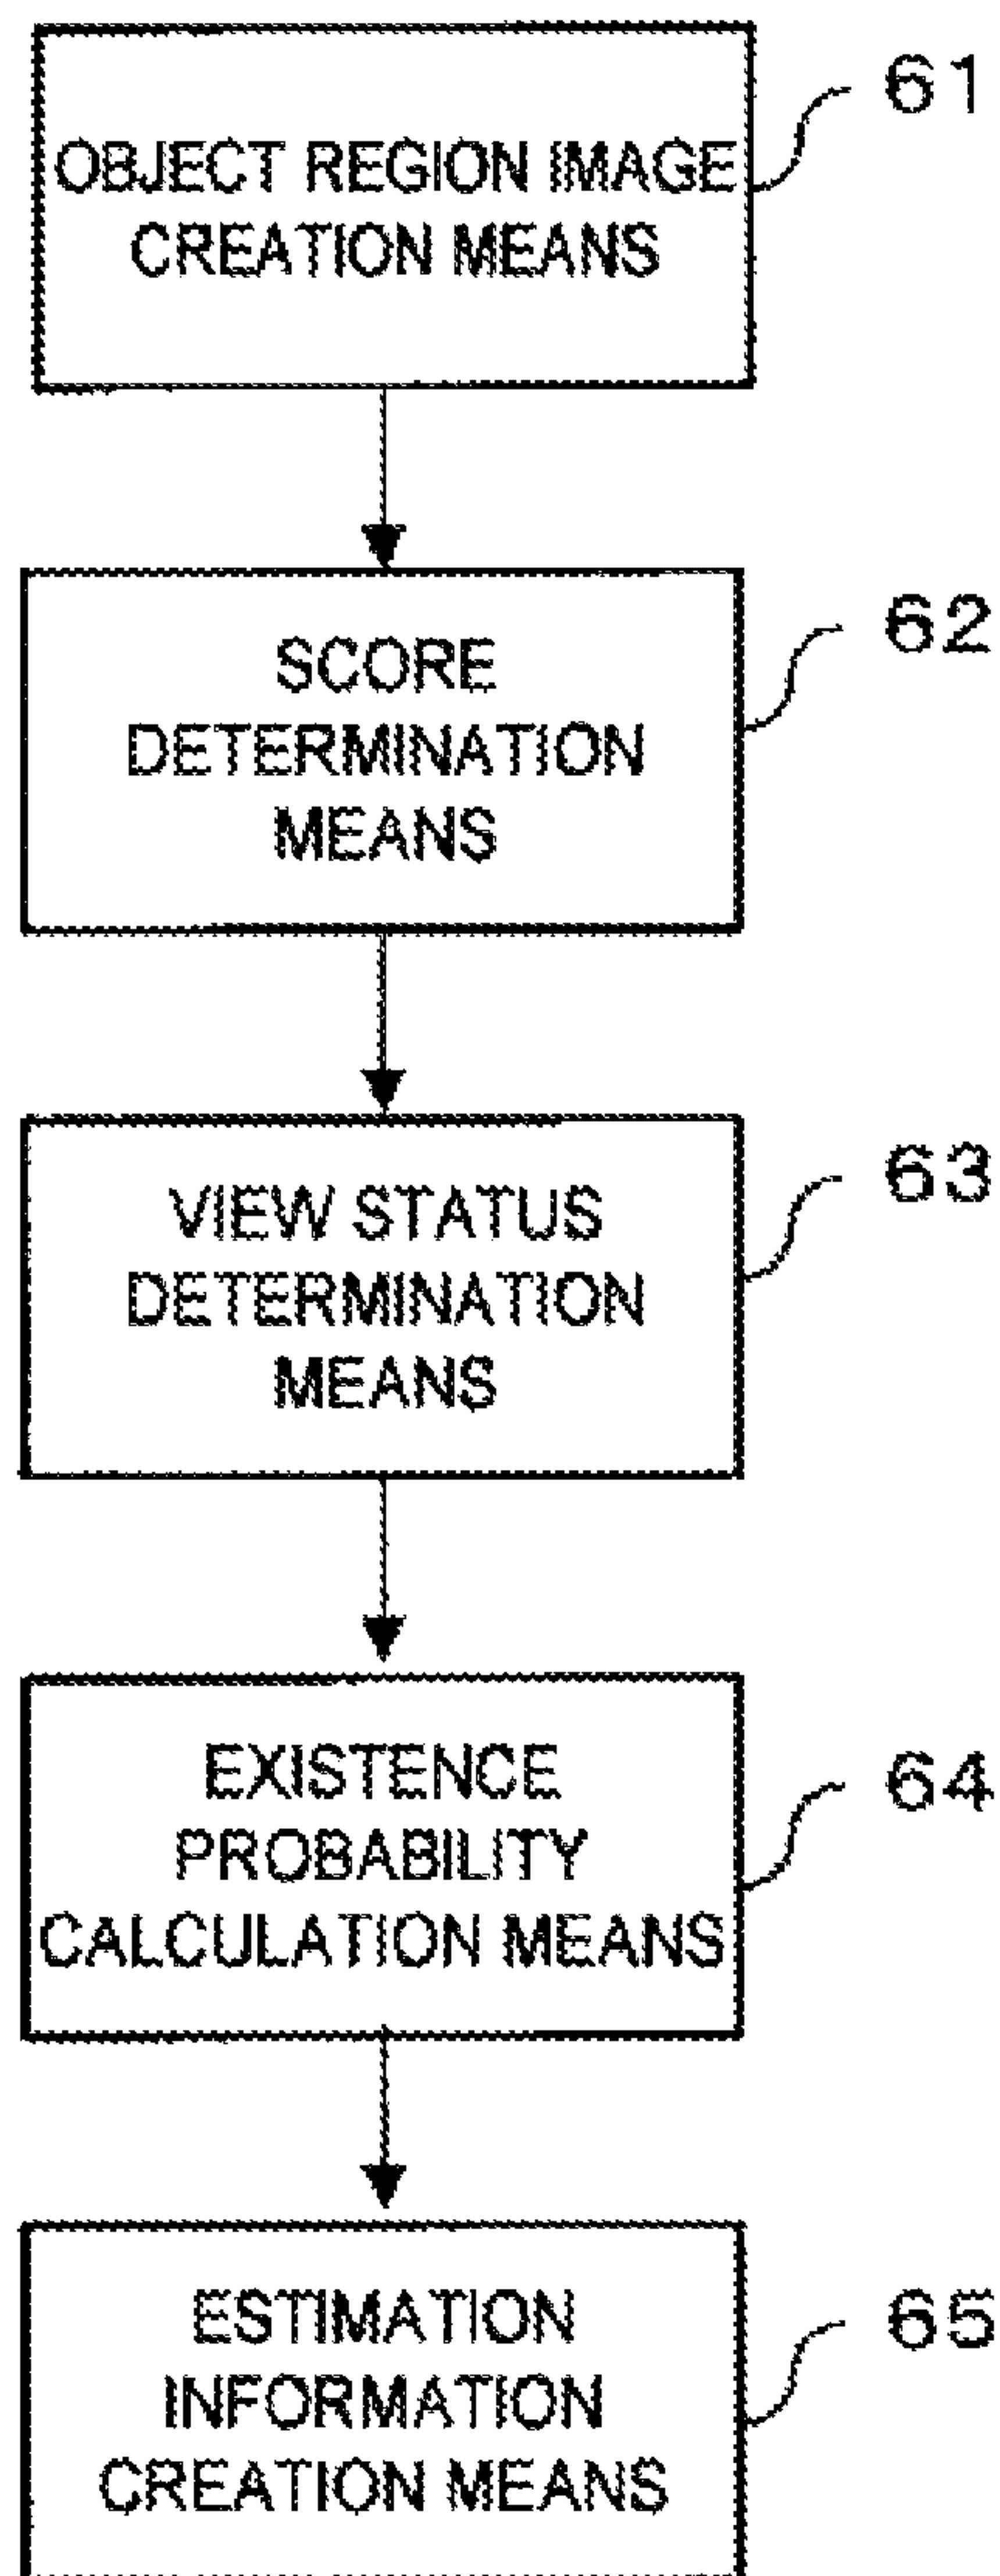 OBJECT REGION IMAGE
CREATION MEANS
61
SCORE
DETERMINATION
MEANS
62
VIEW STATUS
DETERMINATION
MEANS
63
EXISTENCE
PROBABILITY
CALCULATION MEANS
64
ESTIMATION
INFORMATION
CREATION MEANS
65